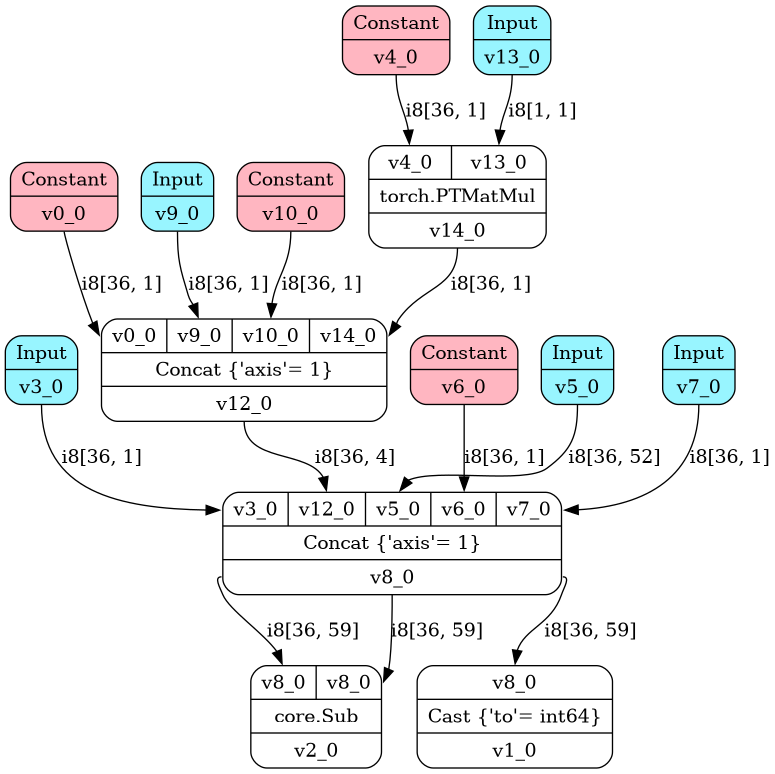 Constant
v4_0
Input
v13_0
i8[36, 1]
i8[1, 1]
Constant
v0_0
Input
v9_0
Constant
v10_0
v4_0
v13_0
torch.PTMatMul
v14_0
i8[36, 1]
i8[36, 1]
i8[36, 1]
i8[36, 1]
Input
v3_0
v0_0
v9_0
v10_0
v14_0
Concat {'axis'= 1}
v12_0
Constant
v6_0
Input
v5_0
Input
v7_0
i8[36, 1]
i8[36, 4]
i8[36, 1]
i8[36, 52]
i8[36, 1]
v3_0
v12_0
v5_0
v6_0
v7_0
Concat {'axis'= 1}
v8_0
i8[36, 59]
i8[36, 59]
i8[36, 59]
v8_0
v8_0
core.Sub
v2_0
v8_0
Cast {'to'= int64}
v1_0